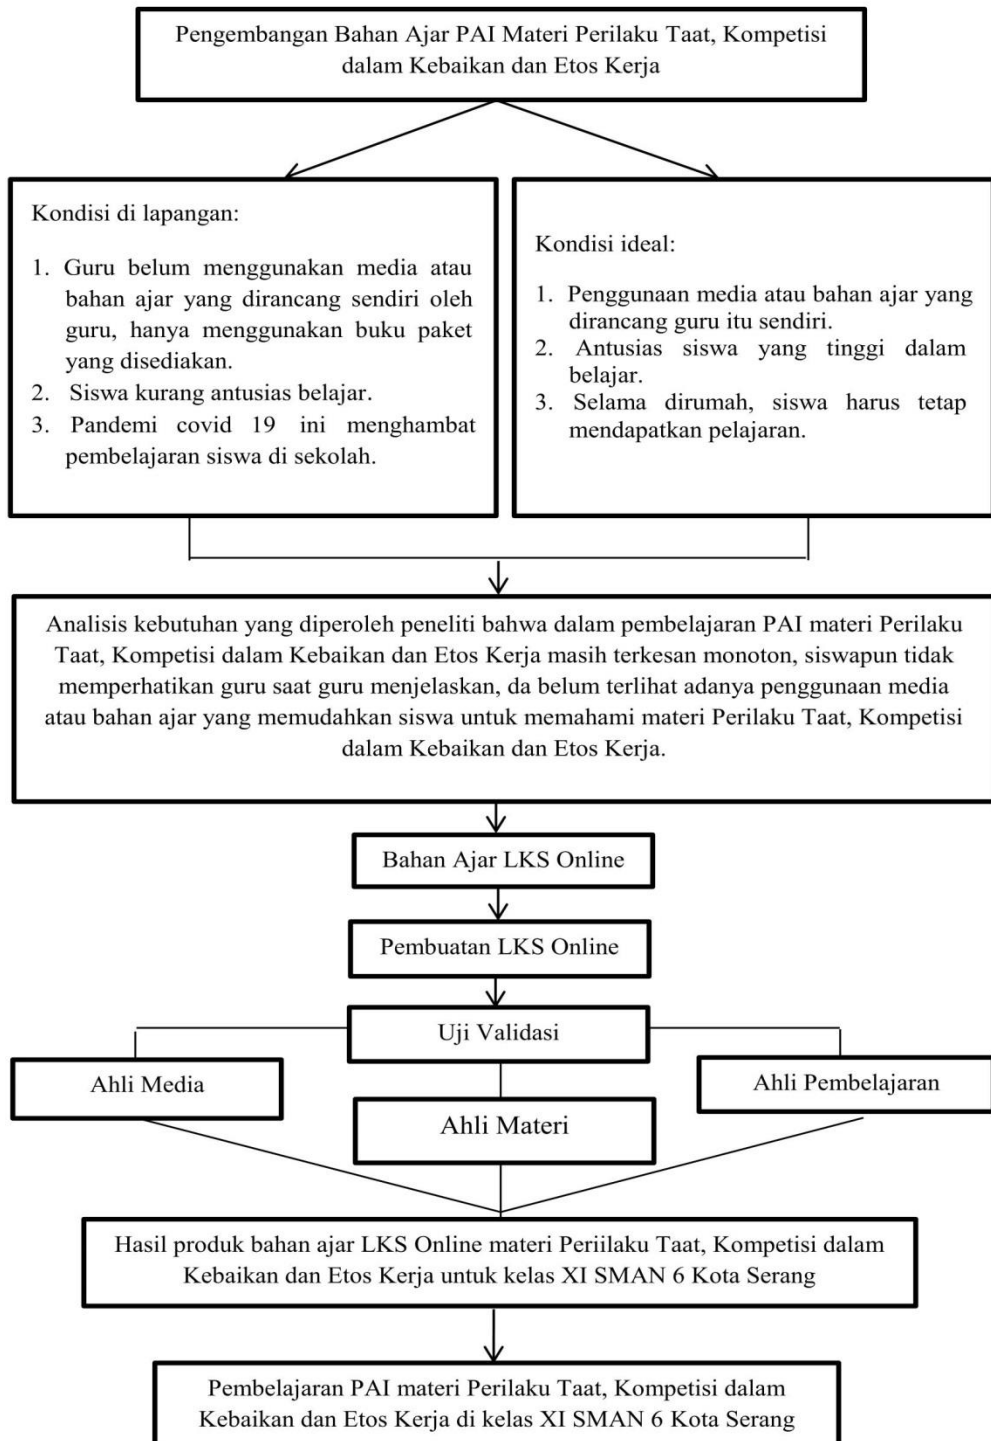 Pengembangan Bahan Ajar PAI Materi Perilaku Taat, Kompetisi
dalam Kebaikan dan Etos Kerja
Kondisi di lapangan:
1. Guru belum menggunakan media atau
bahan ajar yang dirancang sendiri oleh
guru, hanya menggunakan buku paket
yang disediakan.
2. Siswa kurang antusias belajar.
3. Pandemi covid 19 ini menghambat
pembelajaran siswa di sekolah.
Kondisi ideal:
1. Penggunaan media atau bahan ajar yang
dirancang guru itu sendiri.
2. Antusias siswa yang tinggi dalam
belajar.
3. Selama dirumah, siswa harus tetap
mendapatkan pelajaran.
Analisis kebutuhan yang diperoleh peneliti bahwa dalam pembelajaran PAI materi Perilaku
Taat, Kompetisi dalam Kebaikan dan Etos Kerja masih terkesan monoton, siswapun tidak
memperhatikan guru saat guru menjelaskan, da belum terlihat adanya penggunaan media
atau bahan ajar yang memudahkan siswa untuk memahami materi Perilaku Taat, Kompetisi
dalam Kebaikan dan Etos Kerja.
Bahan Ajar LKS Online
Pembuatan LKS Online
Uji Validasi
Ahli Media
Ahli Materi
Ahli Pembelajaran
Hasil produk bahan ajar LKS Online materi Periilaku Taat, Kompetisi dalam
Kebaikan dan Etos Kerja untuk kelas XI SMAN 6 Kota Serang
Pembelajaran PAI materi Perilaku Taat, Kompetisi dalam
Kebaikan dan Etos Kerja di kelas XI SMAN 6 Kota Serang